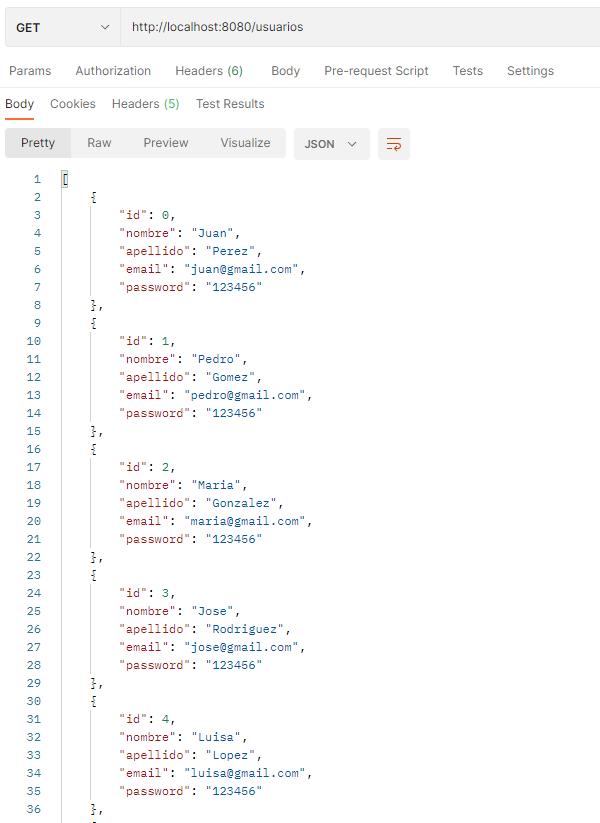 GET
http://localhost:8080/usuarios
Params Authorization Headers (6) Body Pre-request Script Tests Settings
Body Cookies Headers (5) Test Results
Pretty Raw Preview Visualize JSON
1 [
2 {
3 "id": 0,
4 "nombre": "Juan",
5 "apellido": "Perez",
6 "email": "juan@gmail.com",
7 "password": "123456"
8 },
9 {
10 "id": 1,
11 "nombre": "Pedro",
12 "apellido": "Gomez",
13 "email": "pedro@gmail.com",
14 "password": "123456"
15 },
16 {
17 "id": 2,
18 "nombre": "Maria",
19 "apellido": "Gonzalez",
20 "email": "maria@gmail.com",
21 "password": "123456"
22 },
23 {
24 "id": 3,
25 "nombre": "Jose",
26 "apellido": "Rodriguez",
27 "email": "jose@gmail.com",
28 "password": "123456"
29 },
30 {
31 "id": 4,
32 "nombre": "Luisa",
33 "apellido": "Lopez",
34 "email": "luisa@gmail.com",
35 "password": "123456"
36 },